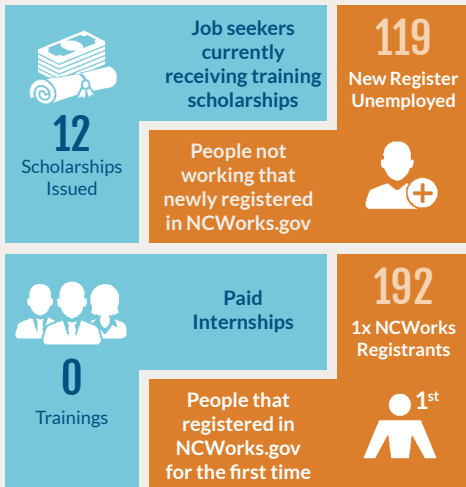 12
Scholarships
Issued
Job seekers
currently
receiving training
scholarships
119
New Register
Unemployed
People not
working that
newly registered
in NCWorks.gov
0
Trainings
Paid
Internships
192
1x NCWorks
Registrants
1st
People that
registered in
NCWorks.gov
for the first time